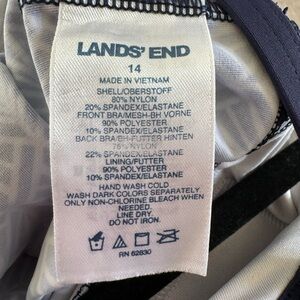 LANDS' END
14
MADE IN VIETNAM
SHELL/OBERSTOFF
80% NYLON
20% SPANDEX/ELASTANE
FRONT BRA/MESH-BH VORNE
90% POLYESTER
10% SPANDEX/ELASTANE
BACK BRA/BH-FUTTER HINTEN
78% NYLON
22% SPANDEX/ELASTANE
LINING/FUTTER
90% POLYESTER
10% SPANDEX/ELASTANE
HAND WASH COLD
WASH DARK COLORS SEPARATELY
ONLY NON-CHLORINE BLEACH WHEN
NEEDED.
LINE DRY.
DO NOT IRON.
RN 62830